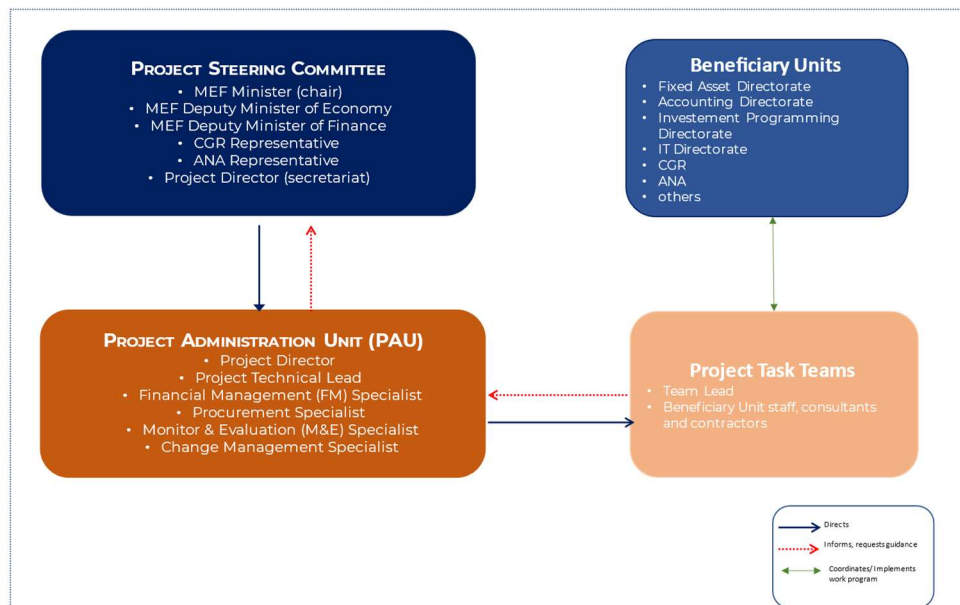 PROJECT STEERING COMMITTEE
• MEF Minister (chair)
• MEF Deputy Minister of Economy
• MEF Deputy Minister of Finance
• CGR Representative
• ANA Representative
• Project Director (secretariat)
Beneficiary Units
• Fixed Asset Directorate
• Accounting Directorate
• Investement Programming
Directorate
• IT Directorate
• CGR
• ANA
• others
PROJECT ADMINISTRATION UNIT (PAU)
• Project Director
• Project Technical Lead
• Financial Management (FM) Specialist
• Procurement Specialist
• Monitor & Evaluation (M&E) Specialist
• Change Management Specialist
Project Task Teams
• Team Lead
• Beneficiary Unit staff, consultants
and contractors
Directs
Informs, requests guidance
Coordinates/ Implements
work program